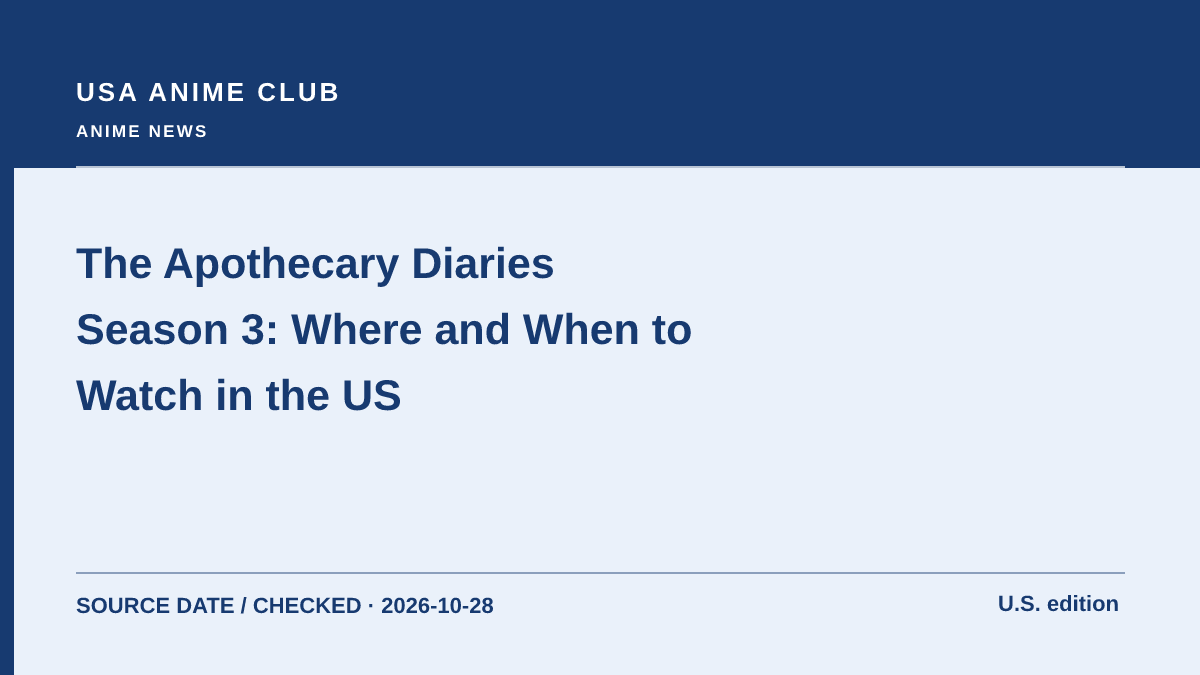 USA ANIME CLUB
ANIME NEWS
The Apothecary Diaries
Season 3: Where and When to
Watch in the US
SOURCE DATE / CHECKED · 2026-10-28
U.S. edition